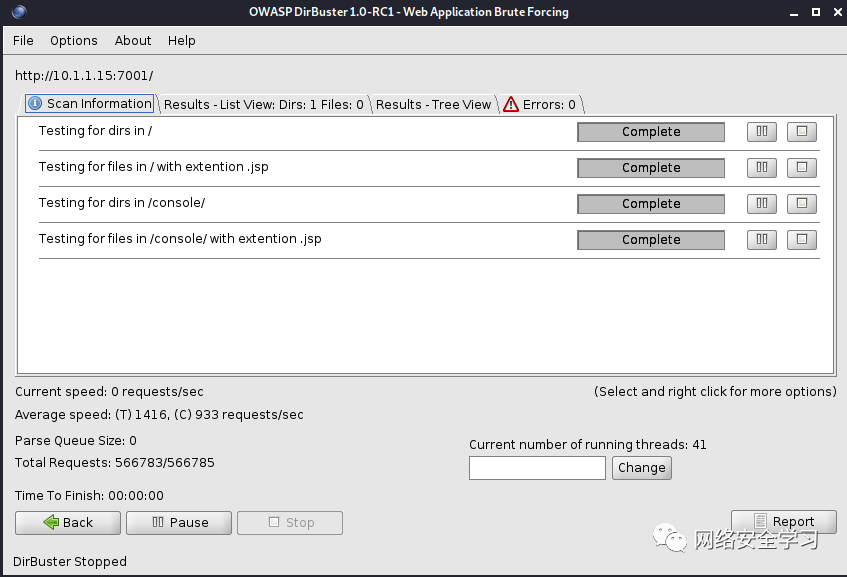 OWASP DirBuster 1.0-RC1 - Web Application Brute Forcing
File Options About Help
http://10.1.1.15:7001/
Scan Information Results - List View: Dirs: 1 Files: 0 Results - Tree View Errors: 0
Testing for dirs in / Complete
Testing for files in / with extention .jsp Complete
Testing for dirs in /console/ Complete
Testing for files in /console/ with extention .jsp Complete
Current speed: 0 requests/sec (Select and right click for more options)
Average speed: (T) 1416, (C) 933 requests/sec
Parse Queue Size: 0
Current number of running threads: 41
Total Requests: 566783/566785
Change
Time To Finish: 00:00:00
Back Pause Stop Report
网络安全学习
DirBuster Stopped